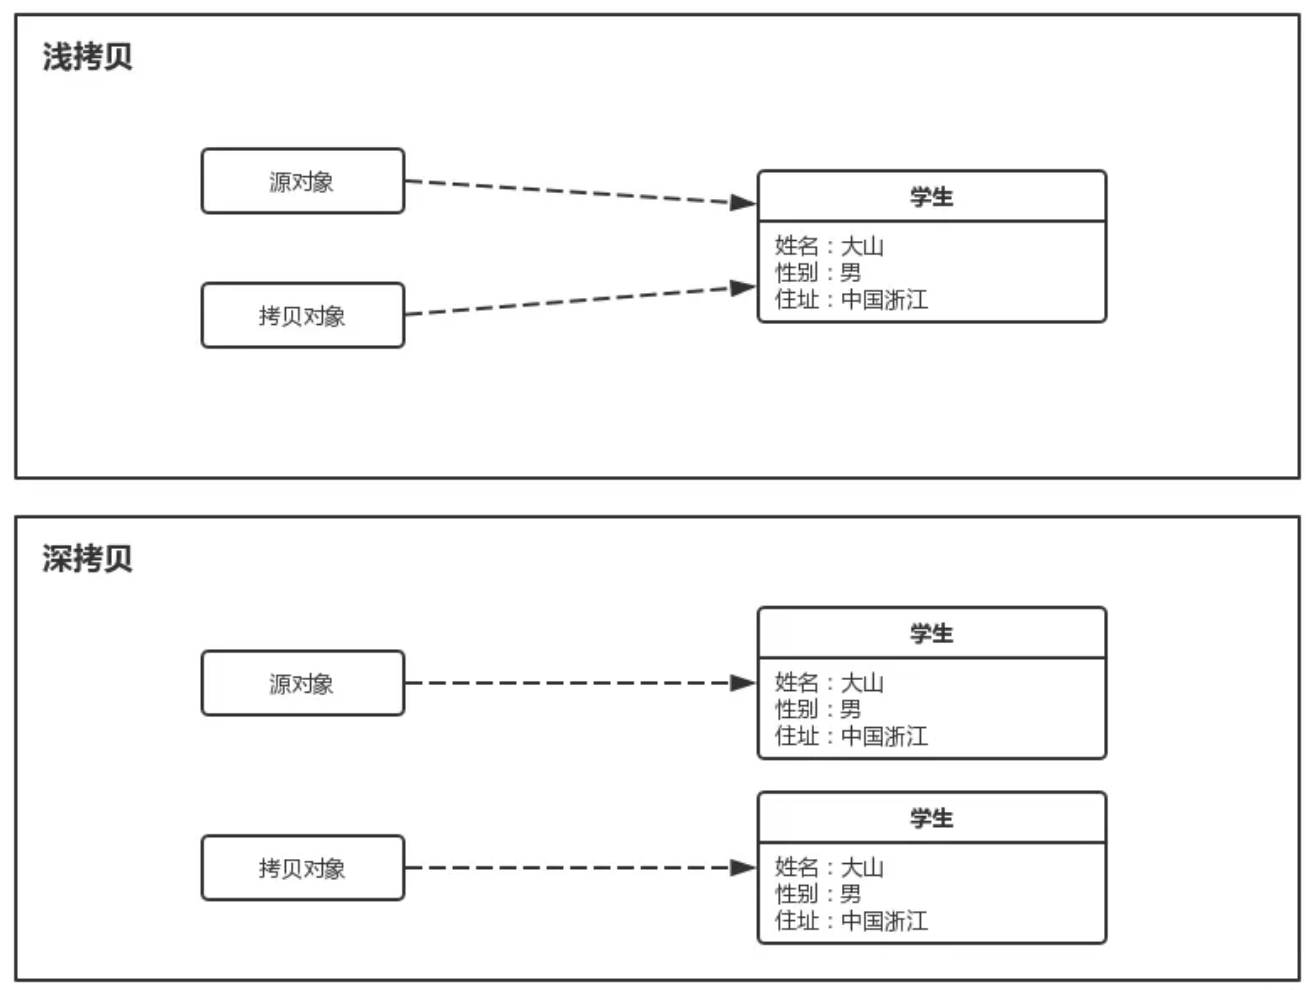 浅拷贝
源对象
拷贝对象
学生
姓名：大山
性别：男
住址：中国浙江
深拷贝
源对象
学生
姓名：大山
性别：男
住址：中国浙江
拷贝对象
学生
姓名：大山
性别：男
住址：中国浙江